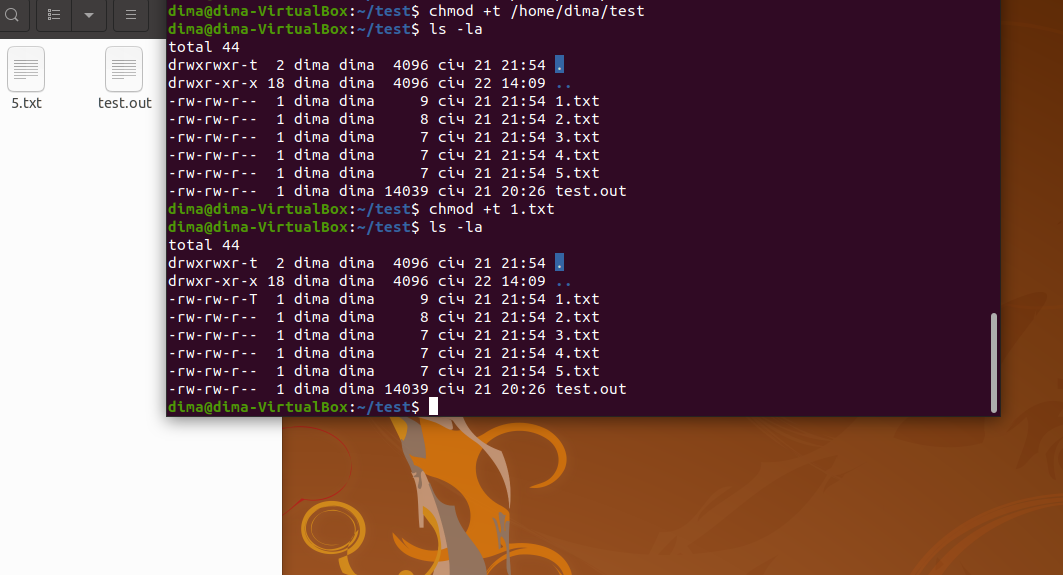 5.txt
test.out
dima@dima-VirtualBox:~/test$ chmod +t /home/dima/test
dima@dima-VirtualBox:~/test$ ls -la
total 44
drwxrwxr-t  2 dima dima  4096 січ 21 21:54 .
drwxr-xr-x 18 dima dima  4096 січ 22 14:09 ..
-rw-rw-r--  1 dima dima     9 січ 21 21:54 1.txt
-rw-rw-r--  1 dima dima     8 січ 21 21:54 2.txt
-rw-rw-r--  1 dima dima     7 січ 21 21:54 3.txt
-rw-rw-r--  1 dima dima     7 січ 21 21:54 4.txt
-rw-rw-r--  1 dima dima     7 січ 21 21:54 5.txt
-rw-rw-r--  1 dima dima 14039 січ 21 20:26 test.out
dima@dima-VirtualBox:~/test$ chmod +t 1.txt
dima@dima-VirtualBox:~/test$ ls -la
total 44
drwxrwxr-t  2 dima dima  4096 січ 21 21:54 .
drwxr-xr-x 18 dima dima  4096 січ 22 14:09 ..
-rw-rw-r-T  1 dima dima     9 січ 21 21:54 1.txt
-rw-rw-r--  1 dima dima     8 січ 21 21:54 2.txt
-rw-rw-r--  1 dima dima     7 січ 21 21:54 3.txt
-rw-rw-r--  1 dima dima     7 січ 21 21:54 4.txt
-rw-rw-r--  1 dima dima     7 січ 21 21:54 5.txt
-rw-rw-r--  1 dima dima 14039 січ 21 20:26 test.out
dima@dima-VirtualBox:~/test$